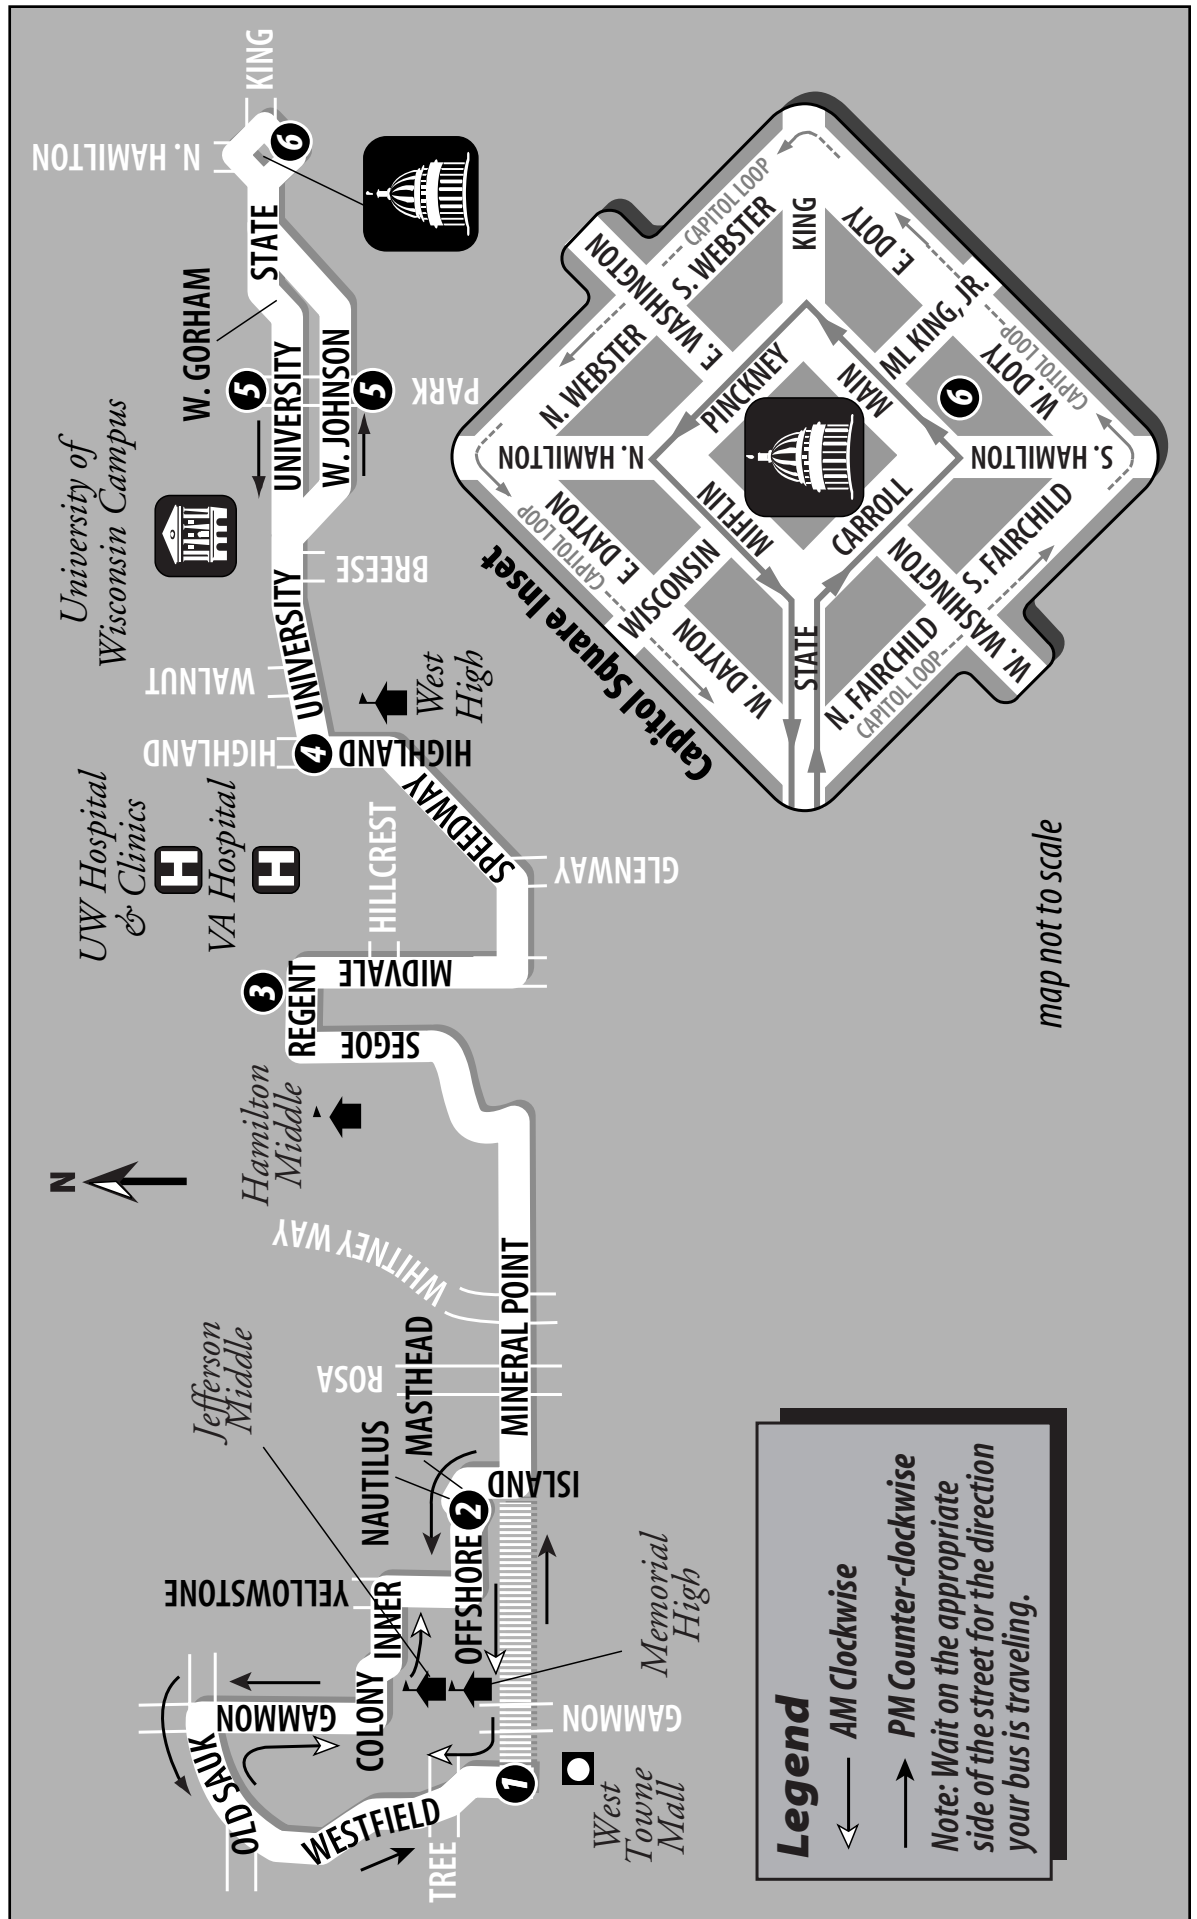 KING
N. HAMILTON
6
STATE
W. GORHAM
5
UNIVERSITY
W. JOHNSON
5
PARK
UNIVERSITY
University of
Wisconsin Campus
BREESE
UNIVERSITY
WALNUT
West
High
HIGHLAND
4
HIGHLAND
SPEEDWAY
UW Hospital
& Clinics
H
VA Hospital
H
HILLCREST
GLENWAY
MIDVALE
3
REGENT
SEGOE
Hamilton
Middle
N
WHITNEY WAY
MINERAL POINT
ROSA
Jefferson
Middle
MASTHEAD
NAUTILUS
ISLAND
2
OFFSHORE
YELLOWSTONE
INNER
Memorial
High
COLONY
GAMMON
GAMMON
OLD SAUK
WESTFIELD
TREE
1
West
Towne
Mall
Capitol Square Inset
CAPITOL LOOP
S. WEBSTER
KING
E. DOTY
E. WASHINGTON
N. WEBSTER
PINCKNEY
MAIN
ML KING, JR.
W. DOTY
CAPITOL LOOP
6
N. HAMILTON
S. HAMILTON
E. DAYTON
CAPITOL LOOP
MIFFLIN
CARROLL
WISCONSIN
W. DAYTON
STATE
S. FAIRCHILD
W. WASHINGTON
N. FAIRCHILD
CAPITOL LOOP
map not to scale
Legend
AM Clockwise
PM Counter-clockwise
Note: Wait on the appropriate
side of the street for the direction
your bus is traveling.